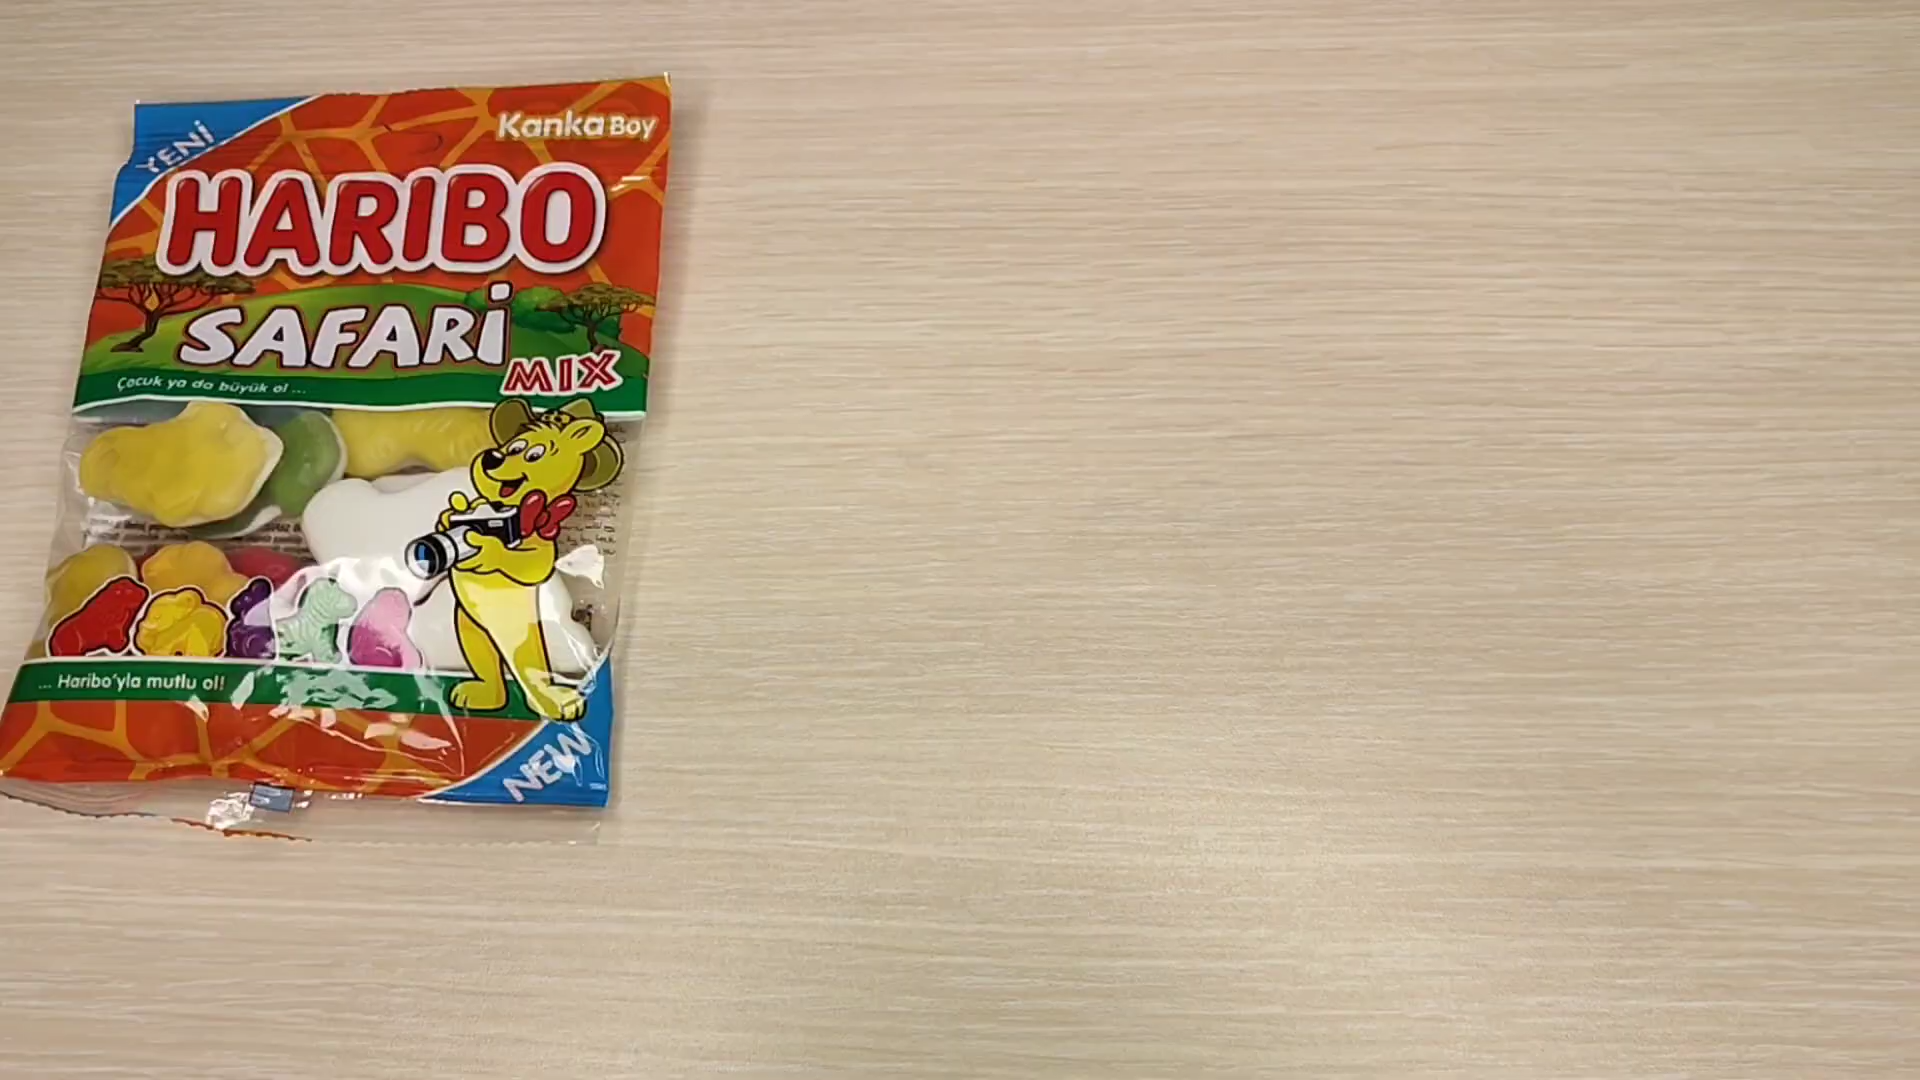 YENİ
Kanka Boy
HARIBO
SAFARİ
MIX
Çocuk ya da büyük ol ...
... Haribo'yla mutlu ol!
NEW